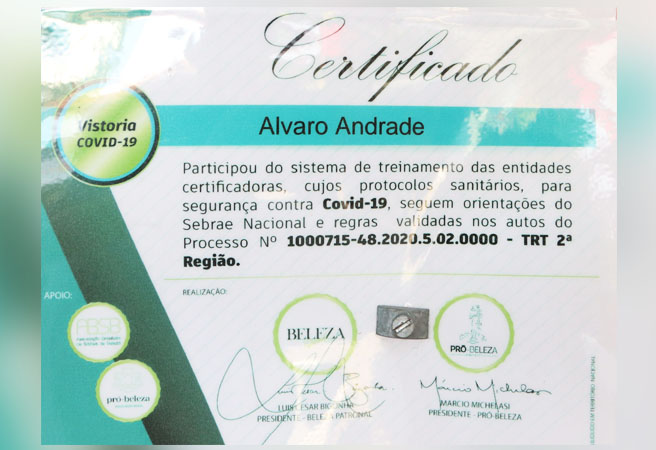 Certificado
Vistoria
COVID-19
Alvaro Andrade
Participou do sistema de treinamento das entidades
certificadoras, cujos protocolos sanitários, para
segurança contra Covid-19, seguem orientações do
Sebrae Nacional e regras validadas nos autos do
Processo Nº 1000715-48.2020.5.02.0000 - TRT 2ª
Região.
APOIO:
REALIZAÇÃO:
ABSB
pró-beleza
BELEZA
PRÓ-BELEZA
PRESIDENTE - BELEZA PATRONAL
Márcio Michelasi
MARCIO MICHELASI
PRESIDENTE - PRÓ-BELEZA